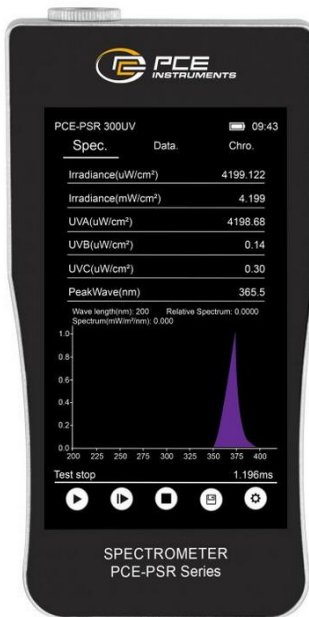 PCE
INSTRUMENTS
PCE-PSR 300UV 09:43
Spec. Data. Chro.
Irradiance(uW/cm²) 4199.122
Irradiance(mW/cm²) 4.199
UVA(uW/cm²) 4198.68
UVB(uW/cm²) 0.14
UVC(uW/cm²) 0.30
PeakWave(nm) 365.5
Wave length(nm): 200 Relative Spectrum: 0.0000
Spectrum(mW/m²/nm): 0.000
1.0
0.8
0.6
0.4
0.2
0.0
200 225 250 275 300 325 350 375 400
Test stop 1.196ms
SPECTROMETER
PCE-PSR Series